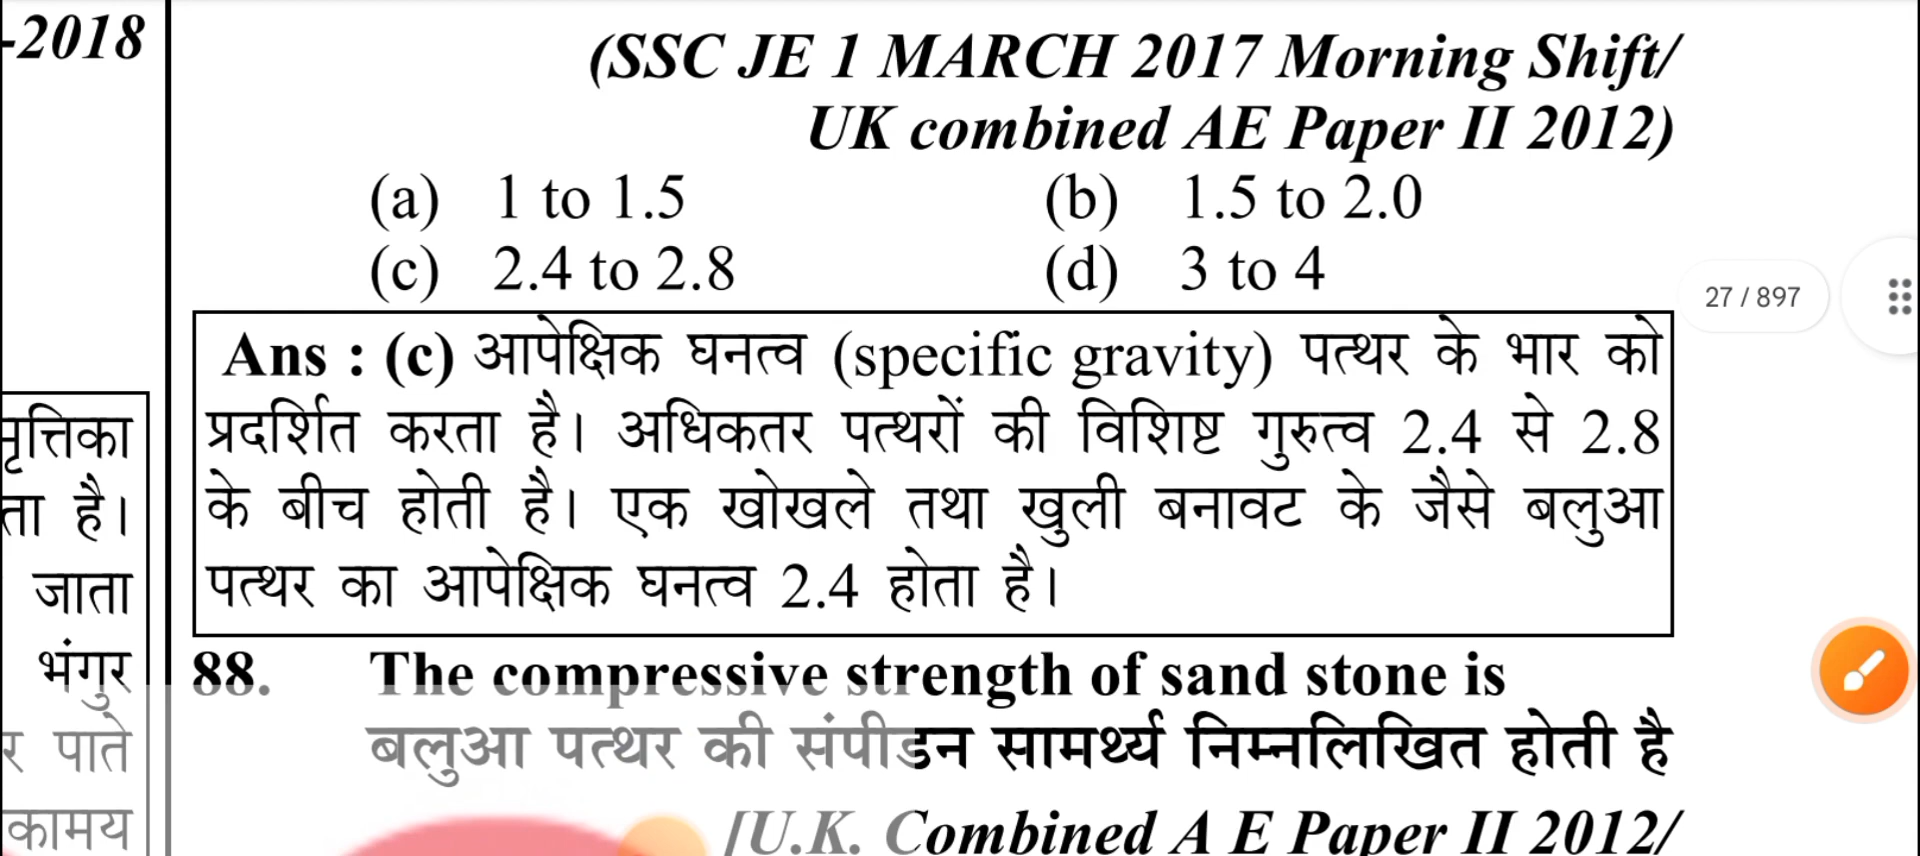 -2018
मृत्तिका
ता है।
जाता
भंगुर
र पाते
कामय
(SSC JE 1 MARCH 2017 Morning Shift/
UK combined AE Paper II 2012)
(a) 1 to 1.5 (b) 1.5 to 2.0
(c) 2.4 to 2.8 (d) 3 to 4
Ans : (c) आपेक्षिक घनत्व (specific gravity) पत्थर के भार को
प्रदर्शित करता है। अधिकतर पत्थरों की विशिष्ट गुरुत्व 2.4 से 2.8
के बीच होती है। एक खोखले तथा खुली बनावट के जैसे बलुआ
पत्थर का आपेक्षिक घनत्व 2.4 होता है।
88. The compressive strength of sand stone is
बलुआ पत्थर की संपीडन सामर्थ्य निम्नलिखित होती है
[U.K. Combined A E Paper II 2012/
27 / 897